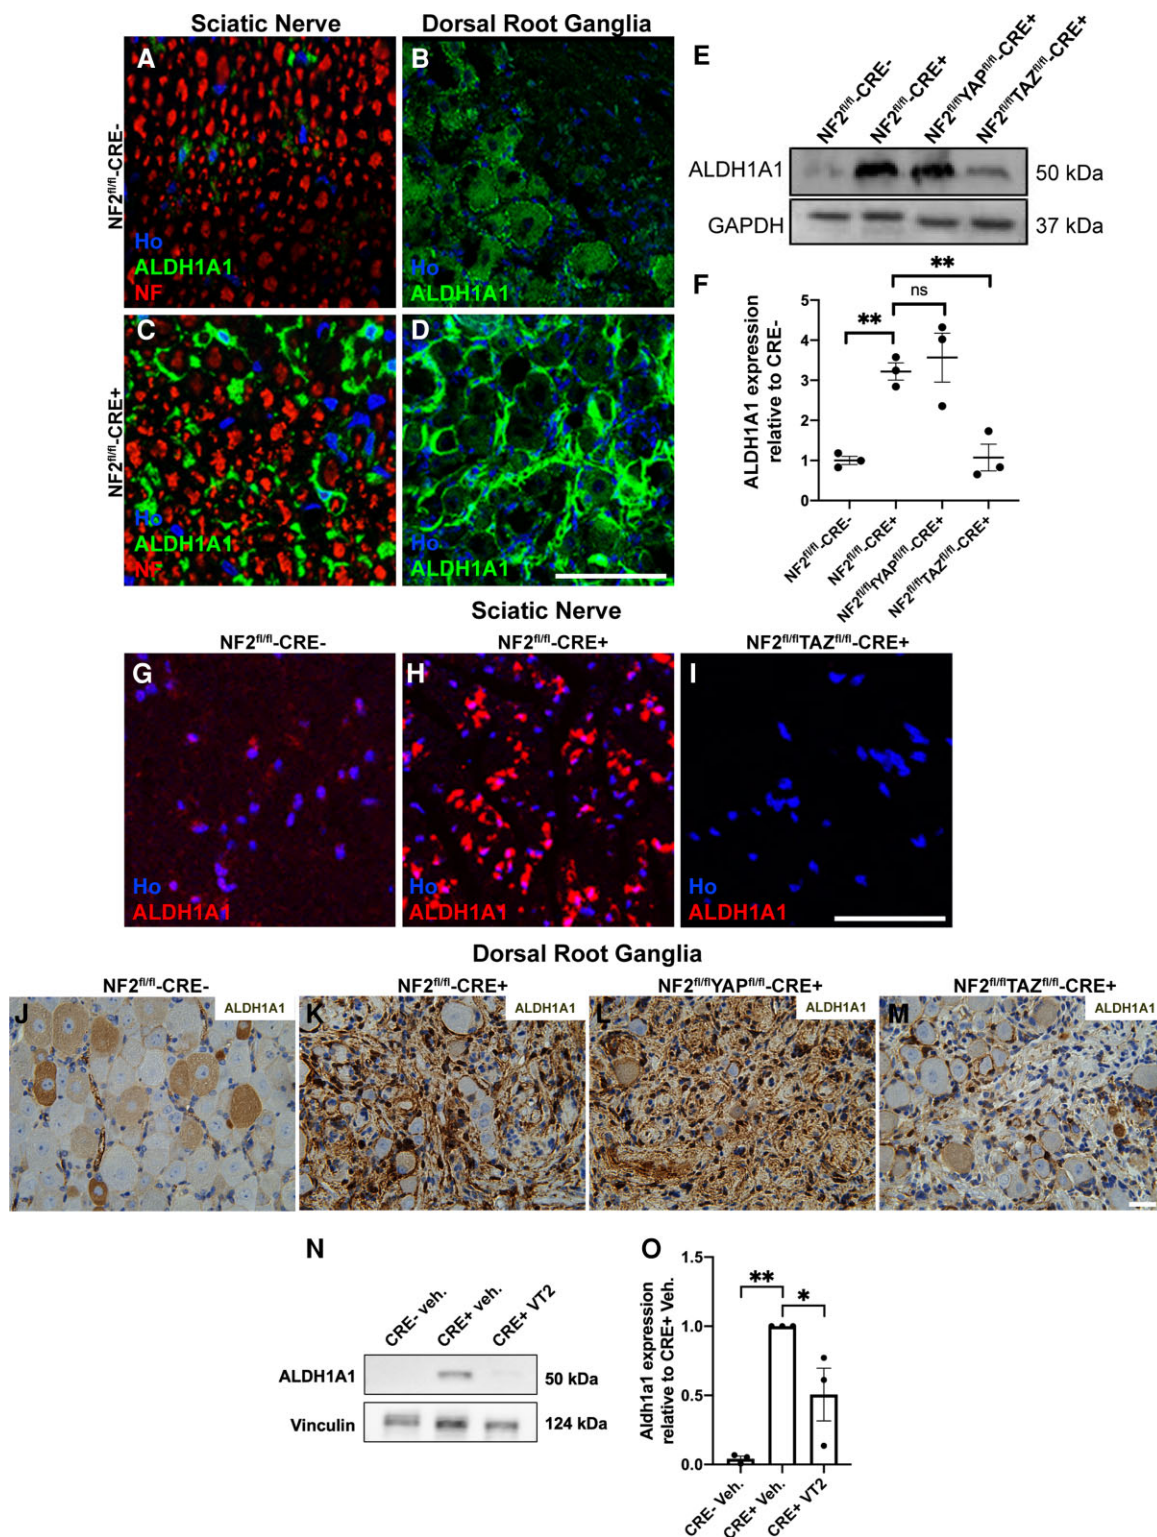 Sciatic Nerve
Dorsal Root Ganglia
NF2fl/fl-CRE-
A
Ho
ALDH1A1
NF
B
Ho
ALDH1A1
NF2fl/fl-CRE+
C
Ho
ALDH1A1
NF
D
Ho
ALDH1A1
E
NF2fl/fl-CRE-
NF2fl/fl-CRE+
NF2fl/flYAPfl/fl-CRE+
NF2fl/flTAZfl/fl-CRE+
ALDH1A1
50 kDa
GAPDH
37 kDa
F
**
ns
**
ALDH1A1 expression
relative to CRE-
5
4
3
2
1
0
NF2fl/fl-CRE-
NF2fl/fl-CRE+
NF2fl/flfYAPfl/fl-CRE+
NF2fl/flTAZfl/fl-CRE+
Sciatic Nerve
NF2fl/fl-CRE-
NF2fl/fl-CRE+
NF2fl/flTAZfl/fl-CRE+
G
Ho
ALDH1A1
H
Ho
ALDH1A1
I
Ho
ALDH1A1
Dorsal Root Ganglia
NF2fl/fl-CRE-
NF2fl/fl-CRE+
NF2fl/flYAPfl/fl-CRE+
NF2fl/flTAZfl/fl-CRE+
J
ALDH1A1
K
ALDH1A1
L
ALDH1A1
M
ALDH1A1
N
CRE- veh.
CRE+ veh.
CRE+ VT2
ALDH1A1
50 kDa
Vinculin
124 kDa
O
**
*
Aldh1a1 expression
relative to CRE+ Veh.
1.5
1.0
0.5
0.0
CRE- Veh.
CRE+ Veh.
CRE+ VT2